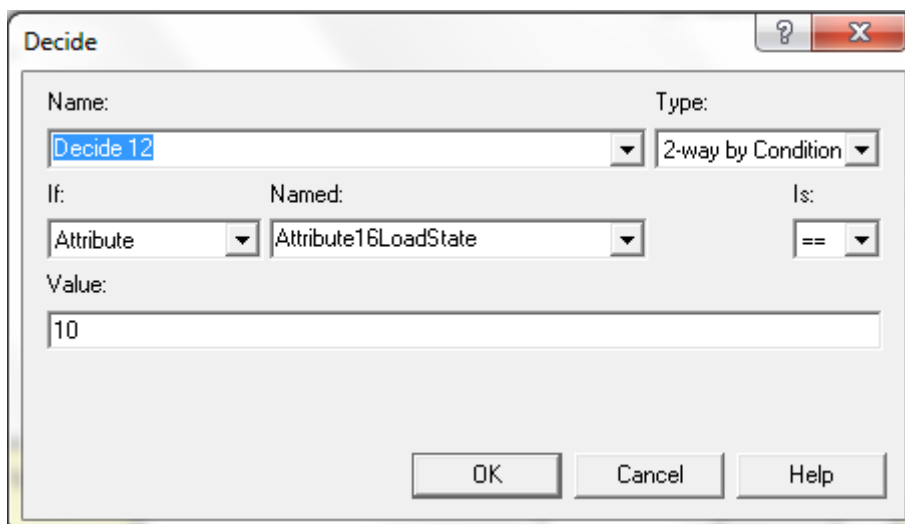 Decide
Name: Type:
Decide 12 2-way by Condition
If: Named: Is:
Attribute Attribute16LoadState ==
Value:
10
OK Cancel Help